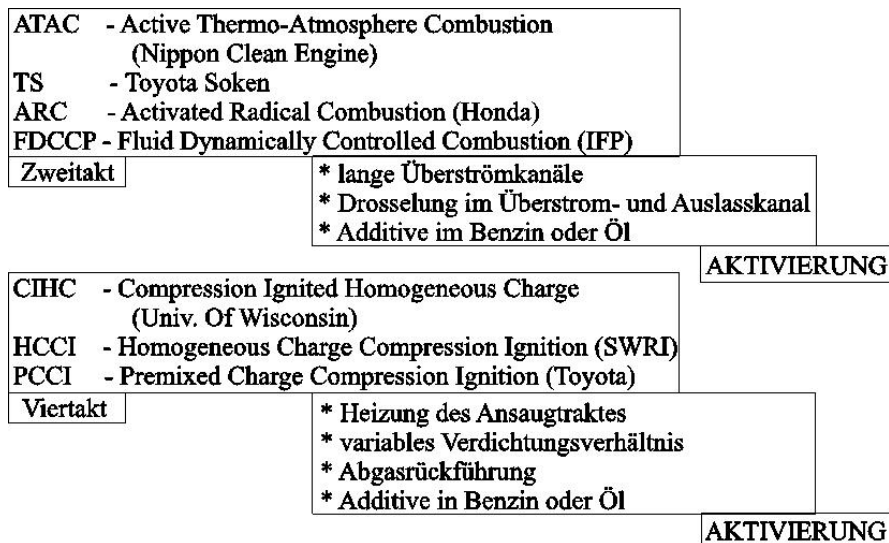 ATAC - Active Thermo-Atmosphere Combustion
(Nippon Clean Engine)
TS - Toyota Soken
ARC - Activated Radical Combustion (Honda)
FDCCP - Fluid Dynamically Controlled Combustion (IFP)
Zweitakt
* lange Überströmkanäle
* Drosselung im Überstrom- und Auslasskanal
* Additive im Benzin oder Öl
AKTIVIERUNG
CIHC - Compression Ignited Homogeneous Charge
(Univ. Of Wisconsin)
HCCI - Homogeneous Charge Compression Ignition (SWRI)
PCCI - Premixed Charge Compression Ignition (Toyota)
Viertakt
* Heizung des Ansaugtraktes
* variables Verdichtungsverhältnis
* Abgasrückführung
* Additive in Benzin oder Öl
AKTIVIERUNG